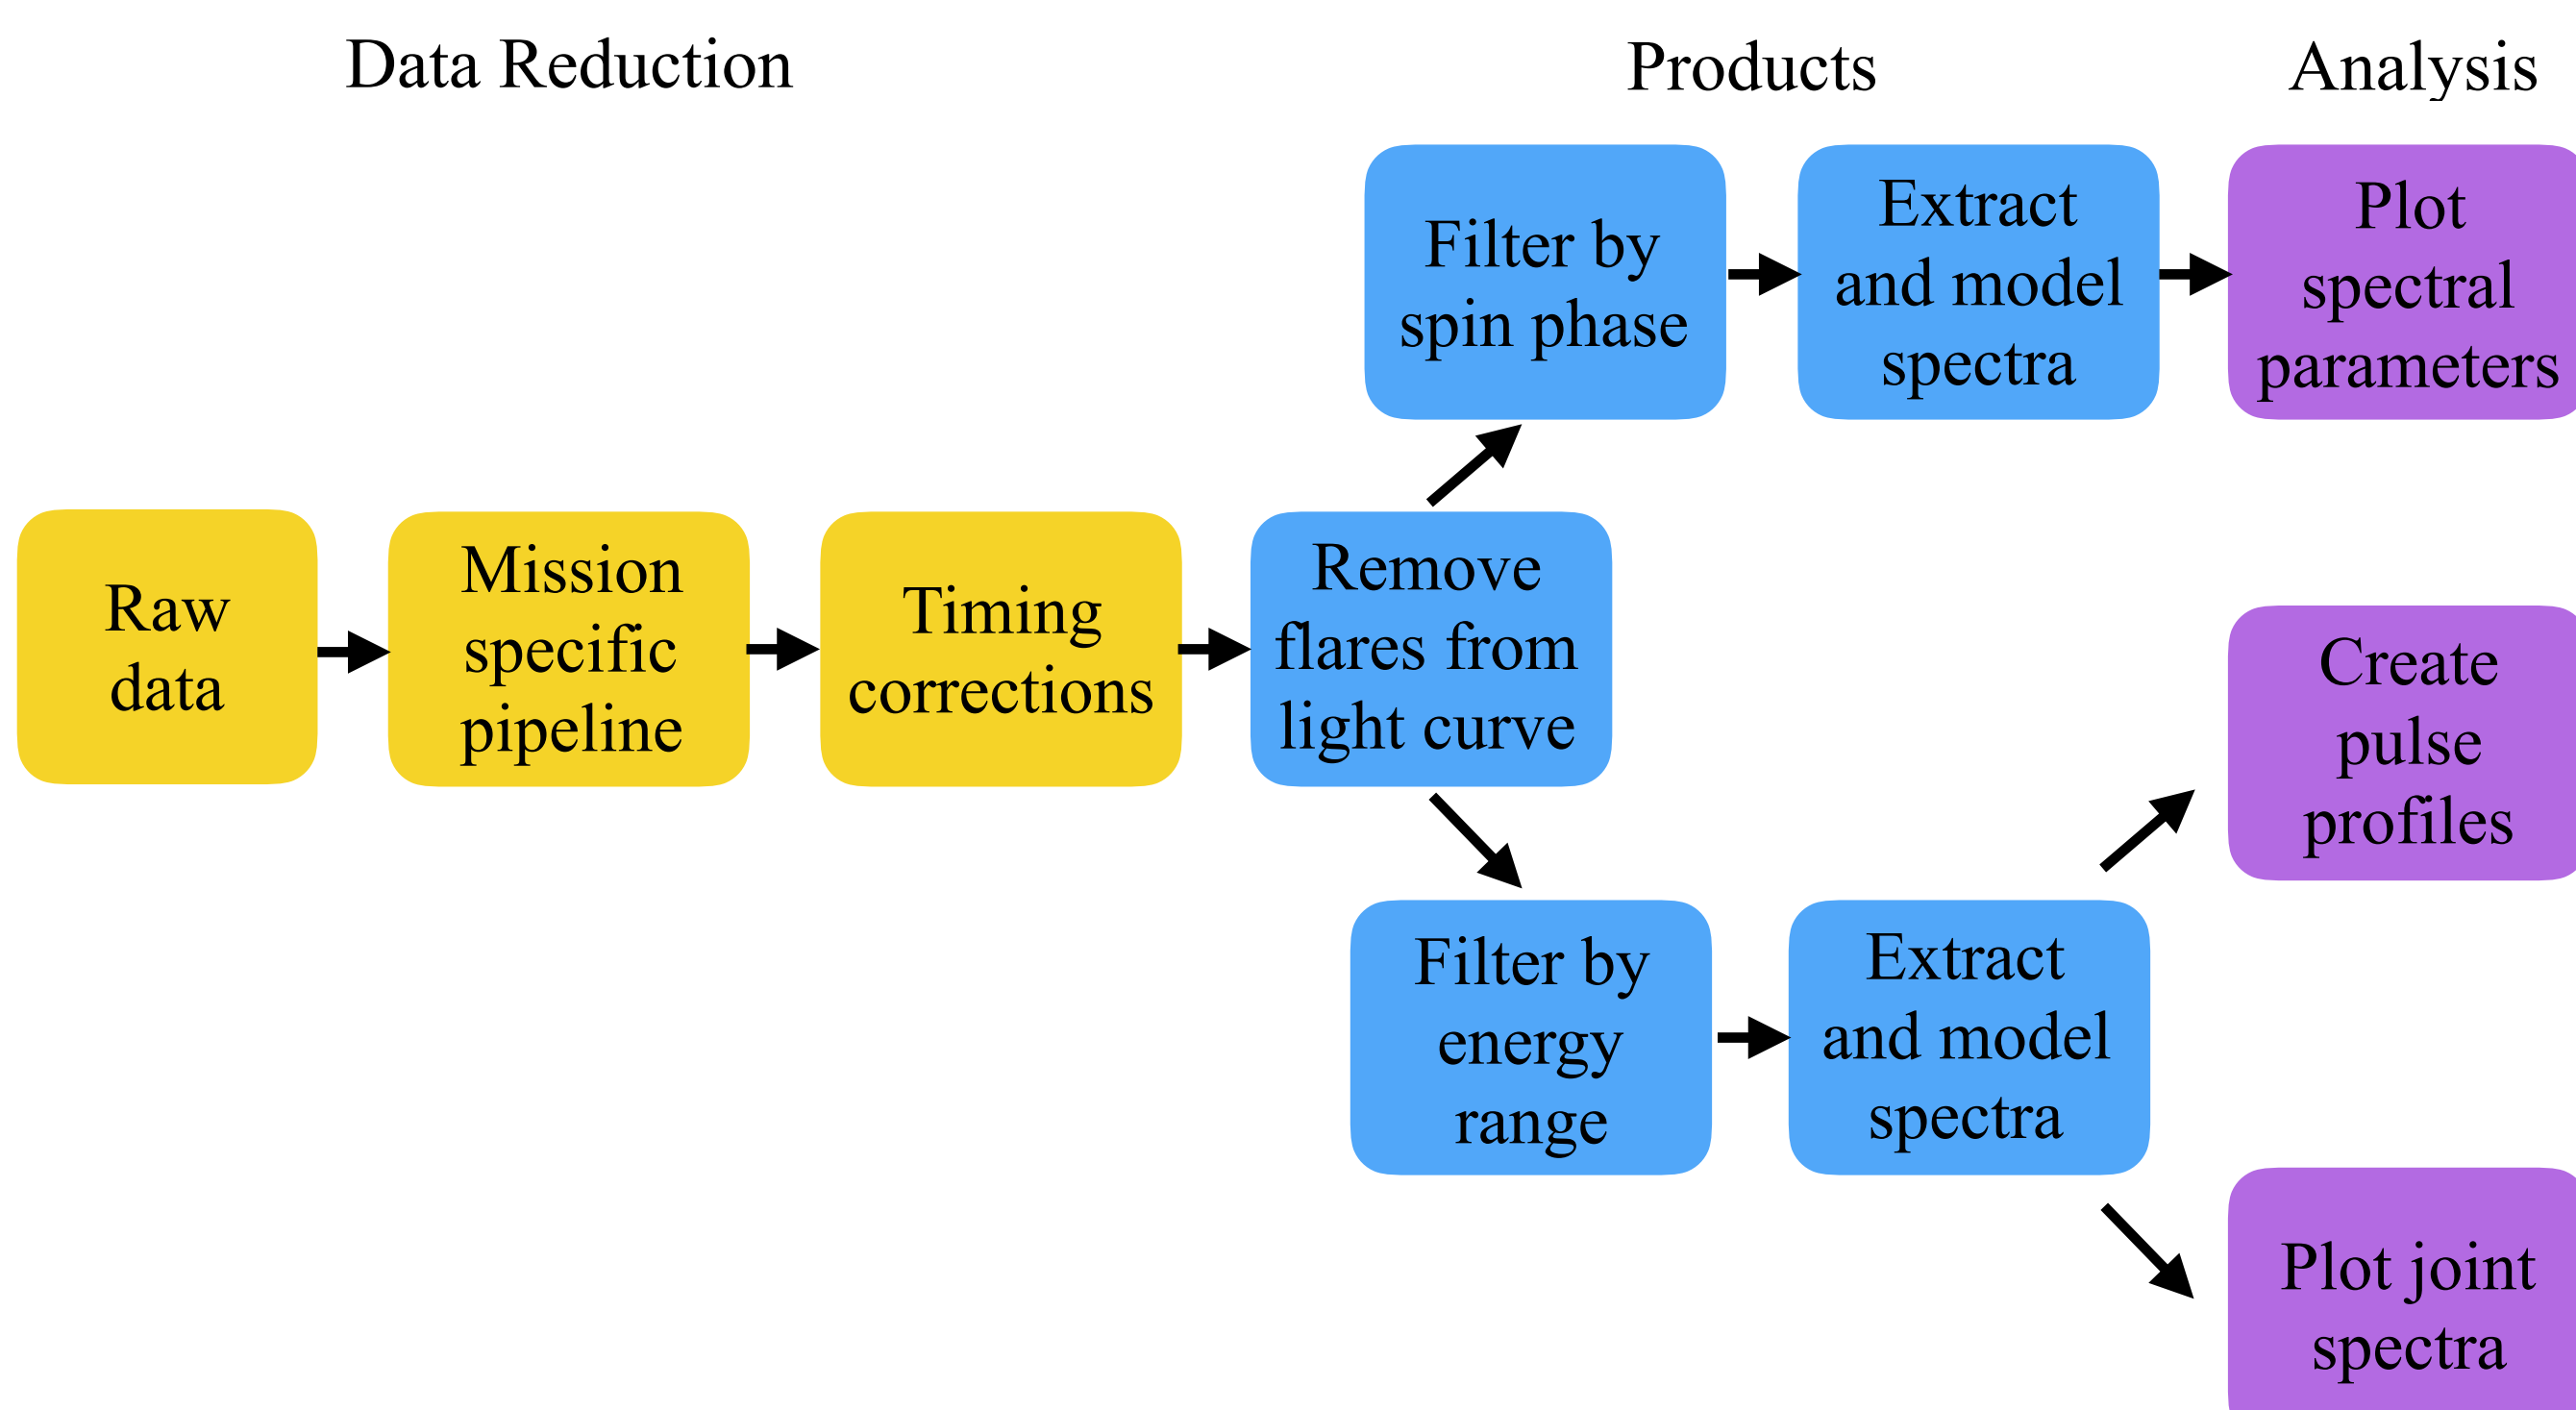 Data Reduction
Products
Analysis
Filter by
spin phase
Extract
and model
spectra
Plot
spectral
parameters
Raw
data
Mission
specific
pipeline
Timing
corrections
Remove
flares from
light curve
Create
pulse
profiles
Filter by
energy
range
Extract
and model
spectra
Plot joint
spectra